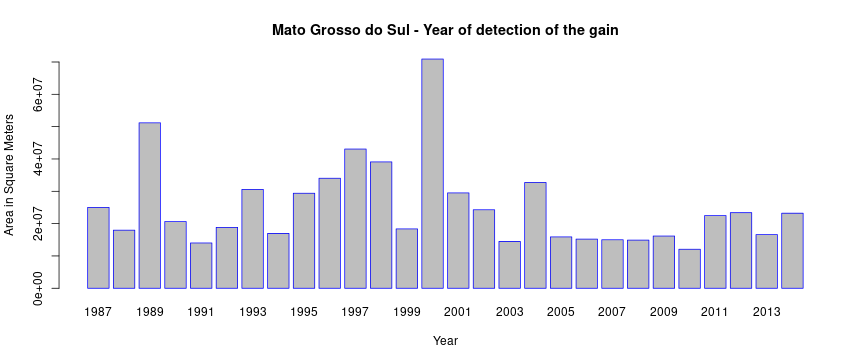 Mato Grosso do Sul - Year of detection of the gain
Area in Square Meters
6e+07
4e+07
2e+07
0e+00
1987 1989 1991 1993 1995 1997 1999 2001 2003 2005 2007 2009 2011 2013
Year